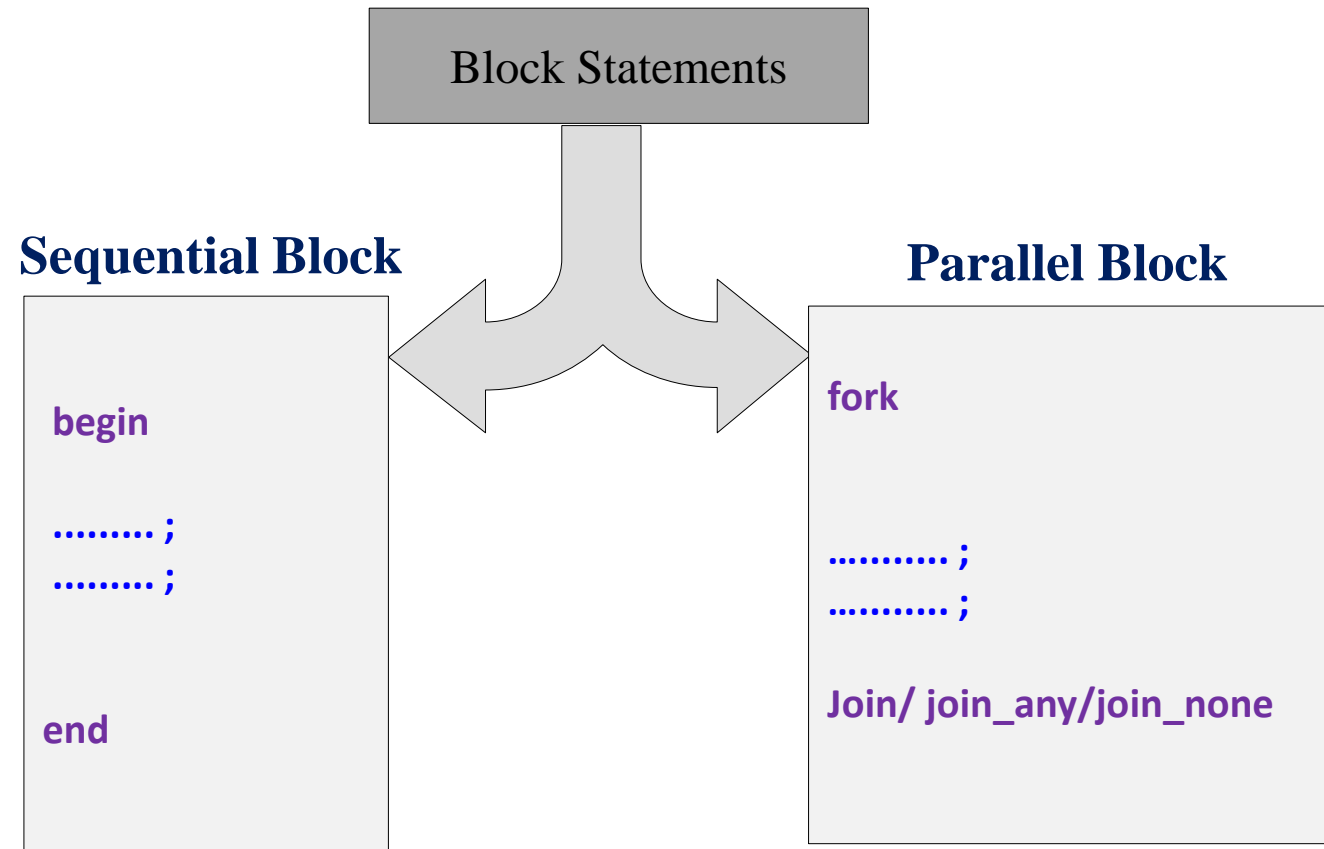 Block Statements
Sequential Block
begin
......... ;
......... ;
end
Parallel Block
fork
…........ ;
…........ ;
Join/ join_any/join_none